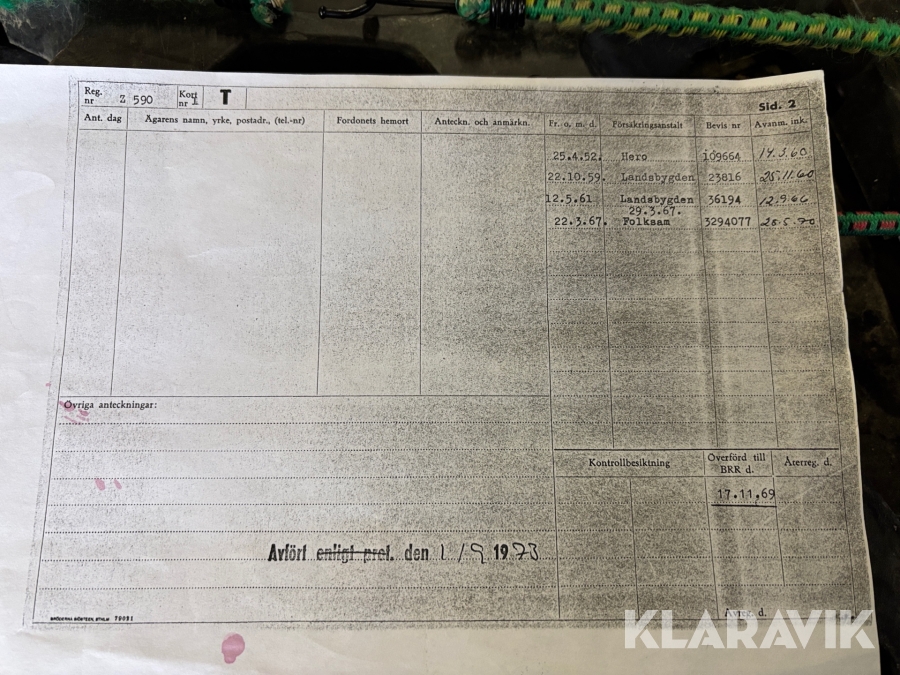 Reg. nr Z 590 Kort nr 1 T
Sid. 2
Ant. dag Ägarens namn, yrke, postadr., (tel.-nr) Fordonets hemort Anteckn. och anmärkn. Fr. o. m. d. Försäkringsanstalt Bevis nr Avanm. ink.
25.4.52. Hero 109664 14.3.60
22.10.59. Landsbygden 23816 25.11.60
12.5.61 Landsbygden 36194 12.9.66
29.3.67.
22.3.67. Folksam 3294077 28.5.70
Övriga anteckningar:
Kontrollbesiktning Överförd till BRR d. Återreg. d.
17.11.69
Avfört enligt prot. den 1/9 1973
Avreg. d.
KLARAVIK